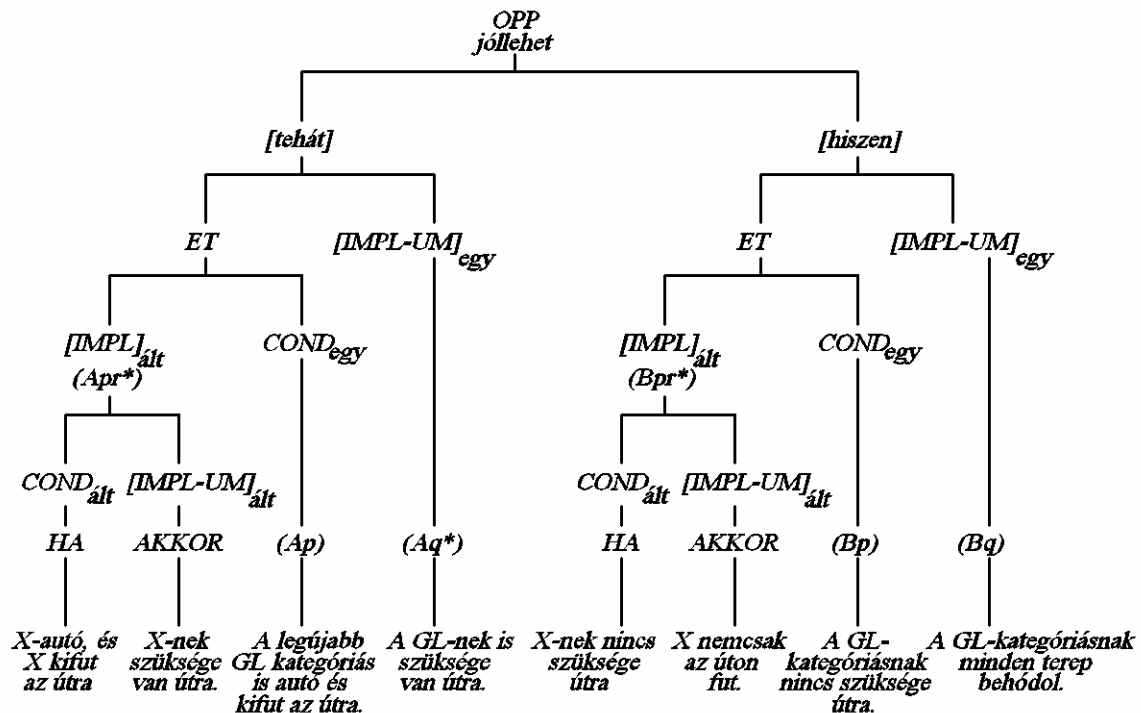 OPP
jóllehet
[tehát]
[hiszen]
ET
[IMPL-UM]egy
ET
[IMPL-UM]egy
[IMPL]ált
(Apr*)
CONDegy
[IMPL]ált
(Bpr*)
CONDegy
CONDált
[IMPL-UM]ált
CONDált
[IMPL-UM]ált
HA
AKKOR
(Ap)
(Aq*)
HA
AKKOR
(Bp)
(Bq)
X-autó, és
X kifut
az útra
X-nek
szüksége
van útra.
A legújabb
GL kategóriás
is autó és
kifut az útra.
A GL-nek is
szüksége
van útra.
X-nek nincs
szüksége
útra
X nemcsak
az úton
fut.
A GL-
kategóriásnak
nincs szüksége
útra.
A GL-kategóriásnak
minden terep
behódol.